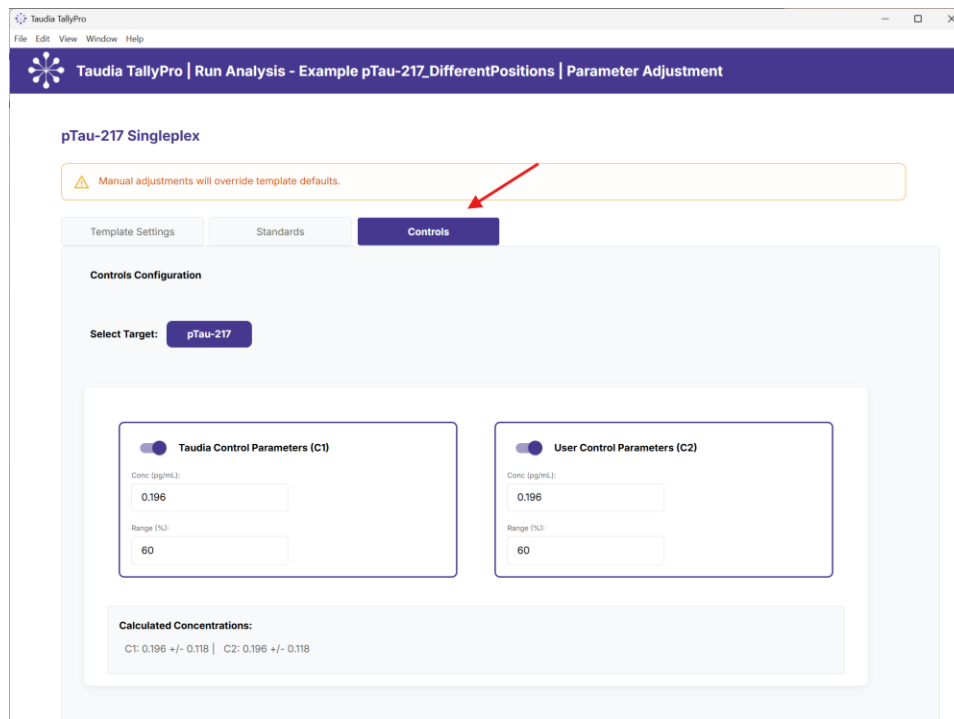 Taudia TallyPro
File Edit View Window Help
Taudia TallyPro | Run Analysis - Example pTau-217_DifferentPositions | Parameter Adjustment
pTau-217 Singleplex
Manual adjustments will override template defaults.
Template Settings Standards Controls
Controls Configuration
Select Target: pTau-217
Taudia Control Parameters (C1)
Conc (pg/mL):
0.196
Range (%):
60
User Control Parameters (C2)
Conc (pg/mL):
0.196
Range (%):
60
Calculated Concentrations:
C1: 0.196 +/- 0.118 | C2: 0.196 +/- 0.118